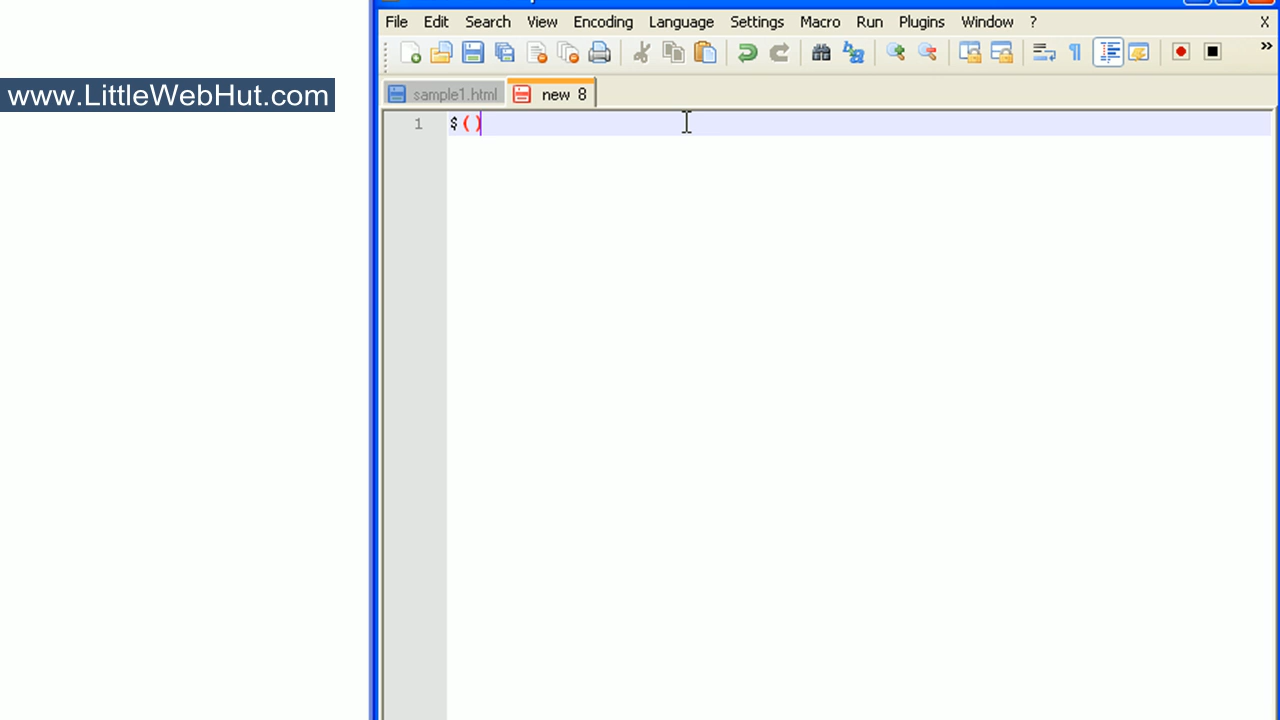 File Edit Search View Encoding Language Settings Macro Run Plugins Window ? X
»
www.LittleWebHut.com
sample1.html new 8
1 $()